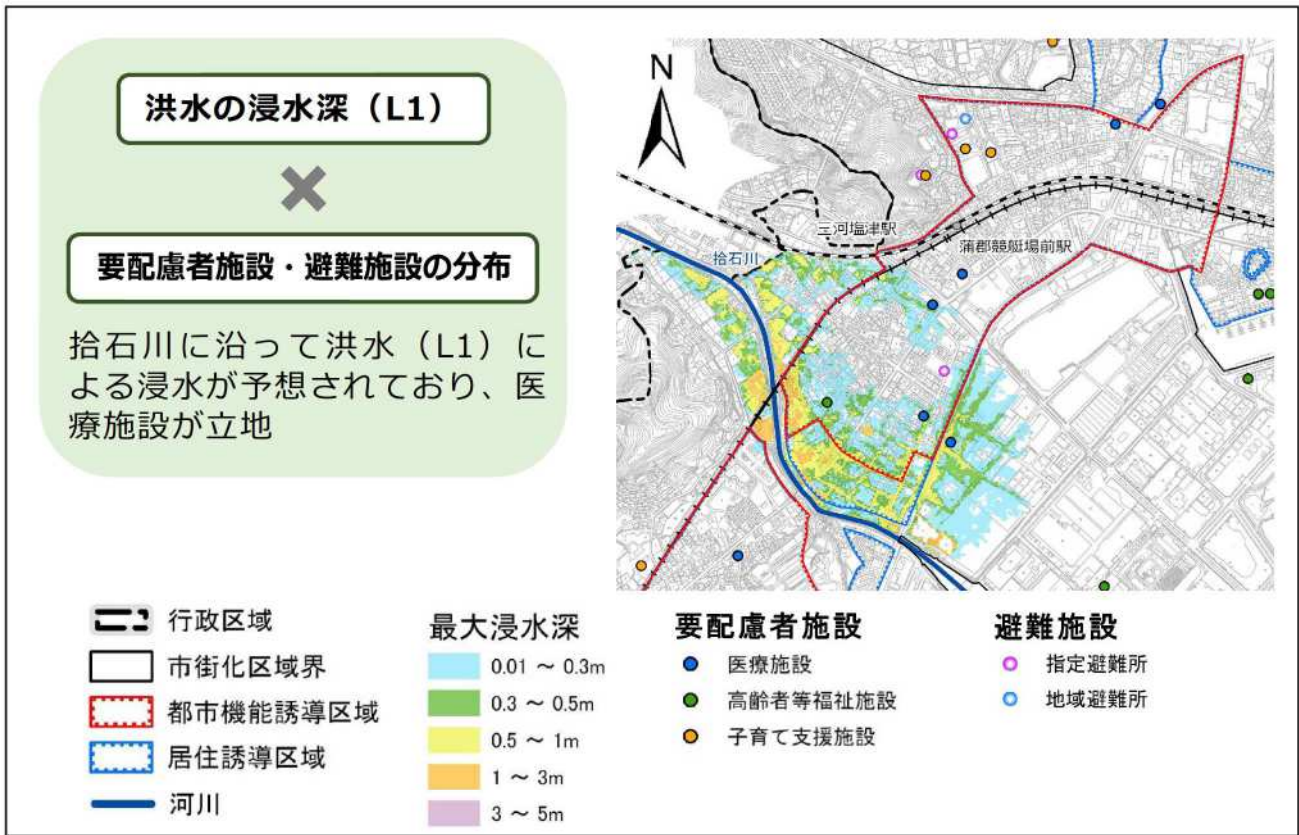 洪水の浸水深（L1）
要配慮者施設・避難施設の分布
拾石川に沿って洪水（L1）に
よる浸水が予想されており、医
療施設が立地
N
三河塩津駅
蒲郡競艇場前駅
拾石川
行政区域
市街化区域界
都市機能誘導区域
居住誘導区域
河川
最大浸水深
0.01 ～ 0.3m
0.3 ～ 0.5m
0.5 ～ 1m
1 ～ 3m
3 ～ 5m
要配慮者施設
医療施設
高齢者等福祉施設
子育て支援施設
避難施設
指定避難所
地域避難所